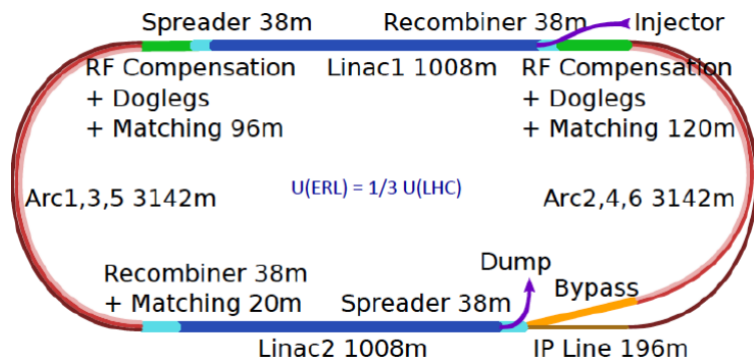 Spreader 38m
Recombiner 38m
Injector
RF Compensation
+ Doglegs
+ Matching 96m
Linac1 1008m
RF Compensation
+ Doglegs
+ Matching 120m
Arc1,3,5 3142m
U(ERL) = 1/3 U(LHC)
Arc2,4,6 3142m
Recombiner 38m
+ Matching 20m
Spreader 38m
Dump
Bypass
Linac2 1008m
IP Line 196m